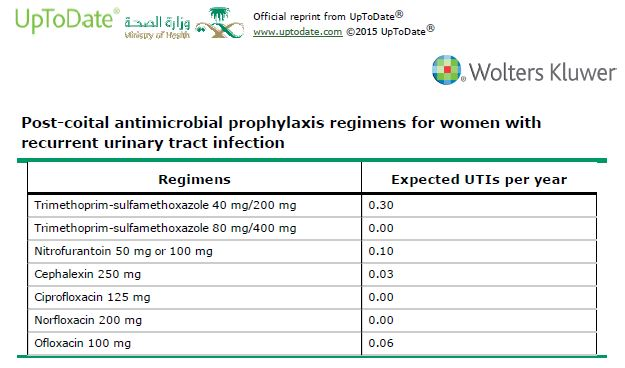 UpToDate®
وزارة الصحة
Ministry of Health
Official reprint from UpToDate®
www.uptodate.com ©2015 UpToDate®
Wolters Kluwer
Post-coital antimicrobial prophylaxis regimens for women with
recurrent urinary tract infection
Regimens Expected UTIs per year
Trimethoprim-sulfamethoxazole 40 mg/200 mg 0.30
Trimethoprim-sulfamethoxazole 80 mg/400 mg 0.00
Nitrofurantoin 50 mg or 100 mg 0.10
Cephalexin 250 mg 0.03
Ciprofloxacin 125 mg 0.00
Norfloxacin 200 mg 0.00
Ofloxacin 100 mg 0.06